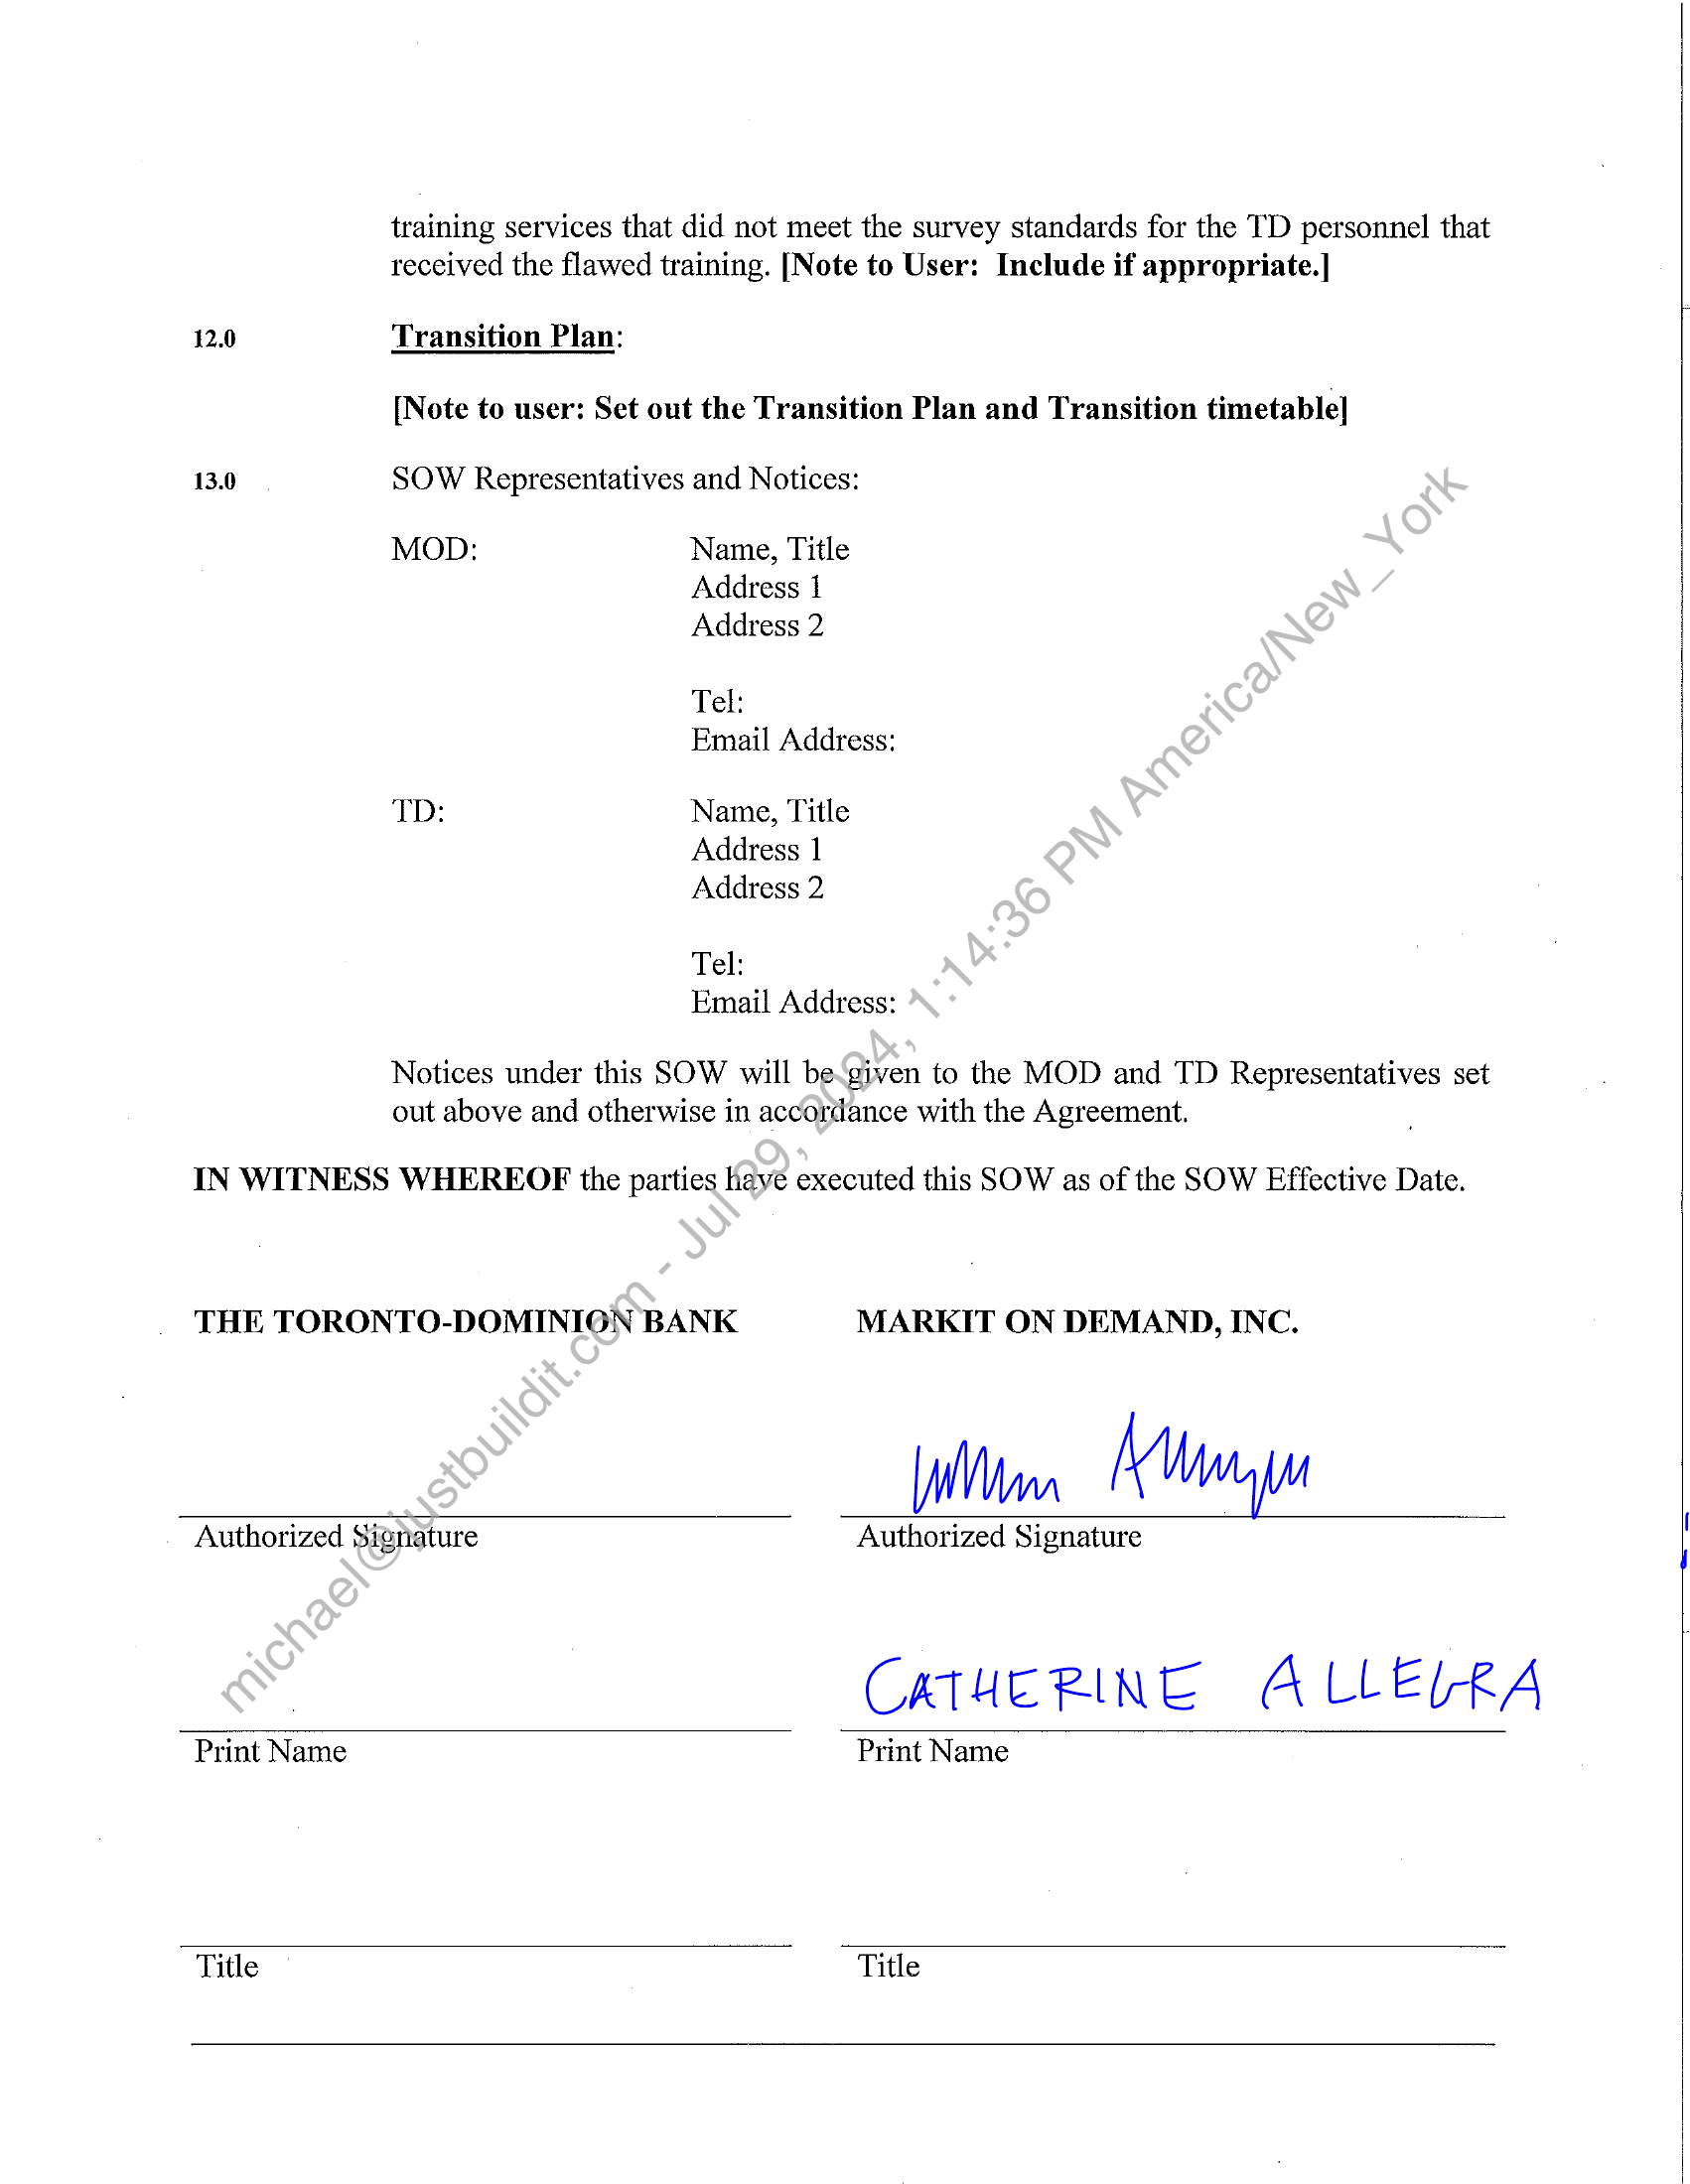 training services that did not meet the survey standards for the TD personnel that
received the flawed training. [Note to User: Include if appropriate.]
12.0 Transition Plan:
[Note to user: Set out the Transition Plan and Transition timetable]
13.0 SOW Representatives and Notices:
MOD: Name, Title
Address 1
Address 2
Tel:
Email Address:
TD: Name, Title
Address 1
Address 2
Tel:
Email Address:
Notices under this SOW will be given to the MOD and TD Representatives set
out above and otherwise in accordance with the Agreement.
IN WITNESS WHEREOF the parties have executed this SOW as of the SOW Effective Date.
THE TORONTO-DOMINION BANK MARKIT ON DEMAND, INC.
Authorized Signature Authorized Signature
CATHERINE ALLEGRA
Print Name Print Name
Title Title
michael@justbuildit.com - Jul 29, 2024, 1:14:36 PM America/New_York